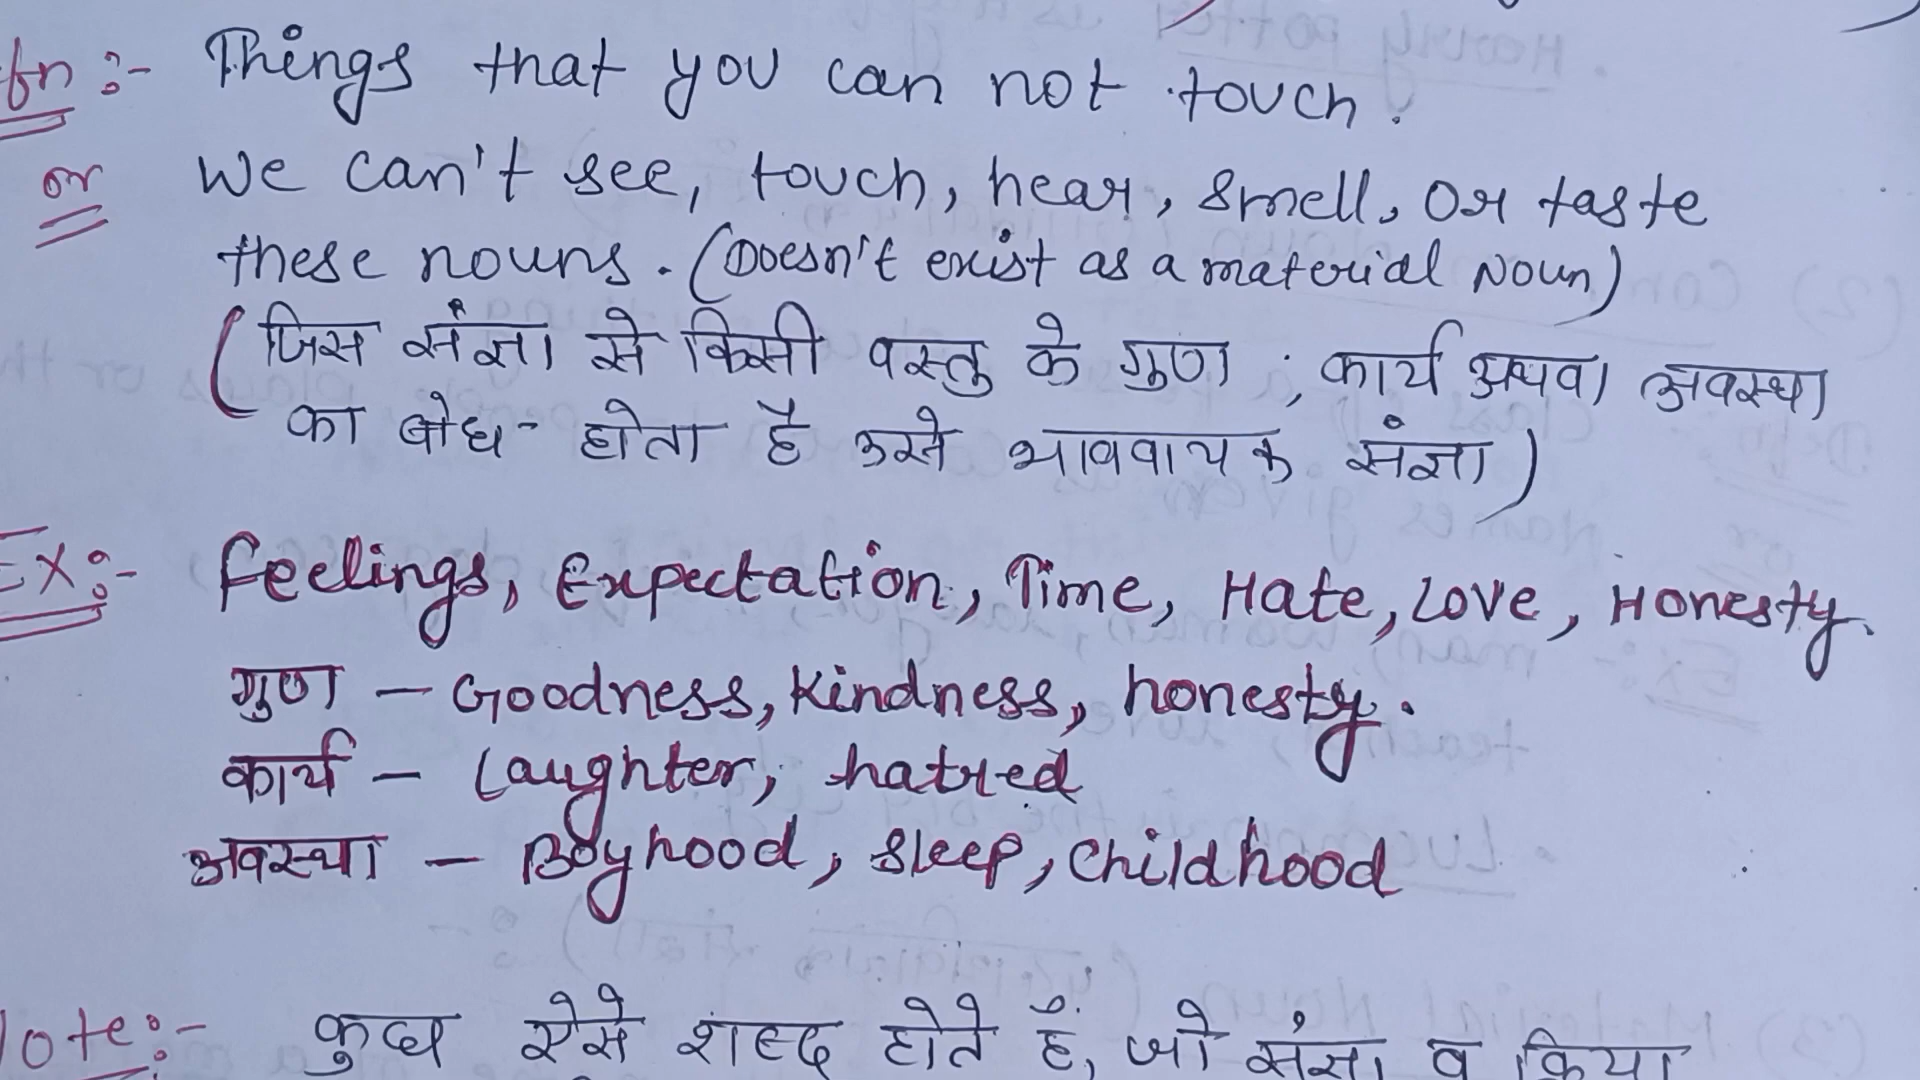 fn :- Things that you can not touch.
or We can't see, touch, hear, smell, or taste
these nouns. (Doesn't exist as a material Noun)
(जिस संज्ञा से किसी वस्तु के गुण, कार्य अथवा अवस्था
का बोध होता है उसे भाववाचक संज्ञा)
Ex:- Feelings, Expectation, Time, Hate, Love, Honesty.
गुण - Goodness, Kindness, honesty.
कार्य - Laughter, hatred
अवस्था - Boyhood, Sleep, Childhood
Note:- कुछ ऐसे शब्द होते हैं, जो संज्ञा व क्रिया